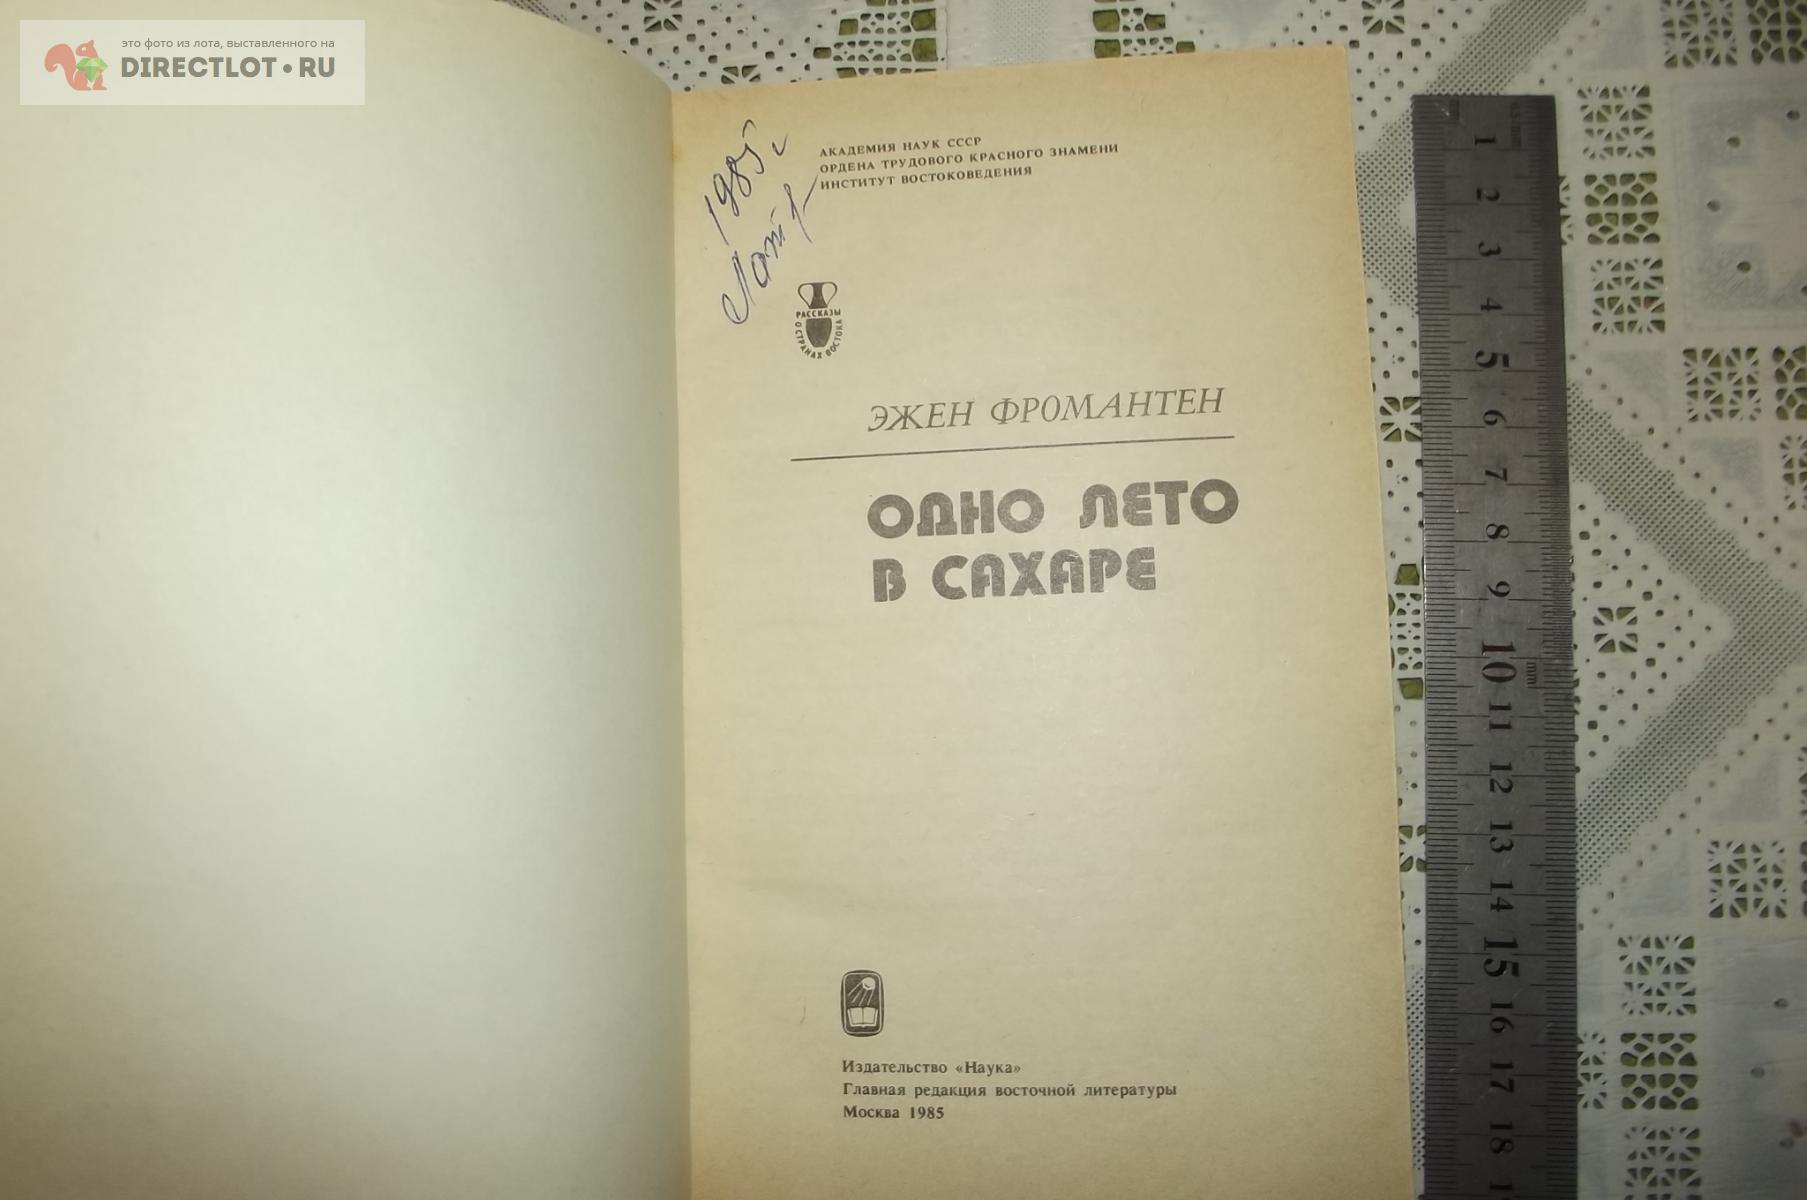 это фото из лота, выставленного на
DIRECTLOT•RU
1985г
АКАДЕМИЯ НАУК СССР
ОРДЕНА ТРУДОВОГО КРАСНОГО ЗНАМЕНИ
ИНСТИТУТ ВОСТОКОВЕДЕНИЯ
РАССКАЗЫ
О СТРАНАХ ВОСТОКА
ЭЖЕН ФРОМАНТЕН
ОДНО ЛЕТО
В САХАРЕ
Издательство «Наука»
Главная редакция восточной литературы
Москва 1985
1
2
3
4
5
6
7
8
9
10 mm
11
12
13
14
15
16
17
18